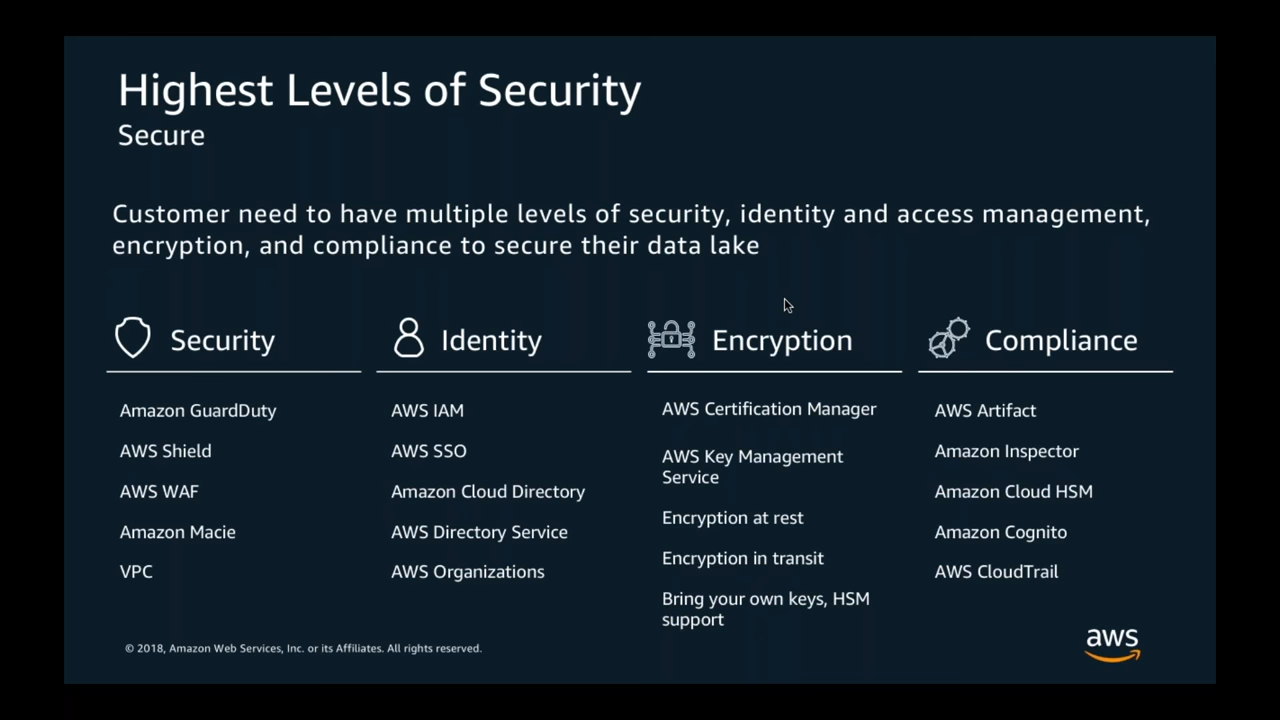 Highest Levels of Security
Secure
Customer need to have multiple levels of security, identity and access management,
encryption, and compliance to secure their data lake
Security
Amazon GuardDuty
AWS Shield
AWS WAF
Amazon Macie
VPC
Identity
AWS IAM
AWS SSO
Amazon Cloud Directory
AWS Directory Service
AWS Organizations
Encryption
AWS Certification Manager
AWS Key Management
Service
Encryption at rest
Encryption in transit
Bring your own keys, HSM
support
Compliance
AWS Artifact
Amazon Inspector
Amazon Cloud HSM
Amazon Cognito
AWS CloudTrail
© 2018, Amazon Web Services, Inc. or its Affiliates. All rights reserved.
aws